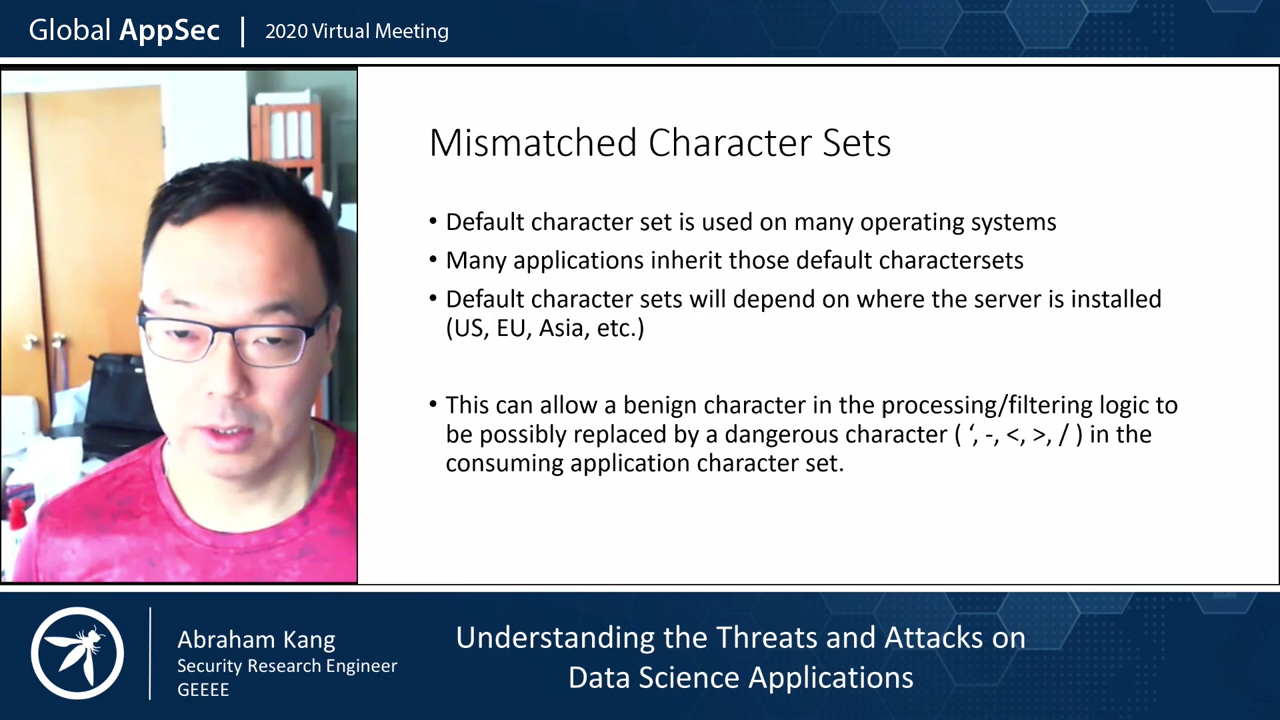 Global AppSec | 2020 Virtual Meeting
Mismatched Character Sets
• Default character set is used on many operating systems
• Many applications inherit those default charactersets
• Default character sets will depend on where the server is installed
(US, EU, Asia, etc.)
• This can allow a benign character in the processing/filtering logic to
be possibly replaced by a dangerous character ( ‘, -, <, >, / ) in the
consuming application character set.
Abraham Kang
Security Research Engineer
GEEEE
Understanding the Threats and Attacks on
Data Science Applications